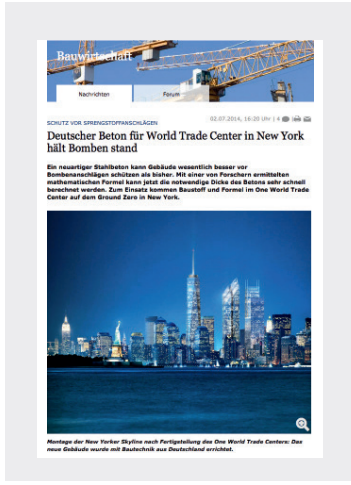 Bauwirtschaft
Nachrichten
Forum
02.07.2014, 16:20 Uhr | 4
SCHUTZ VOR SPRENGSTOFFANSCHLÄGEN
Deutscher Beton für World Trade Center in New York
hält Bomben stand
Ein neuartiger Stahlbeton kann Gebäude wesentlich besser vor
Bombenanschlägen schützen als bisher. Mit einer von Forschern ermittelten
mathematischen Formel kann jetzt die notwendige Dicke des Betons sehr schnell
berechnet werden. Zum Einsatz kommen Baustoff und Formel im One World Trade
Center auf dem Ground Zero in New York.
Montage der New Yorker Skyline nach Fertigstellung des One World Trade Centers: Das
neue Gebäude wurde mit Bautechnik aus Deutschland errichtet.